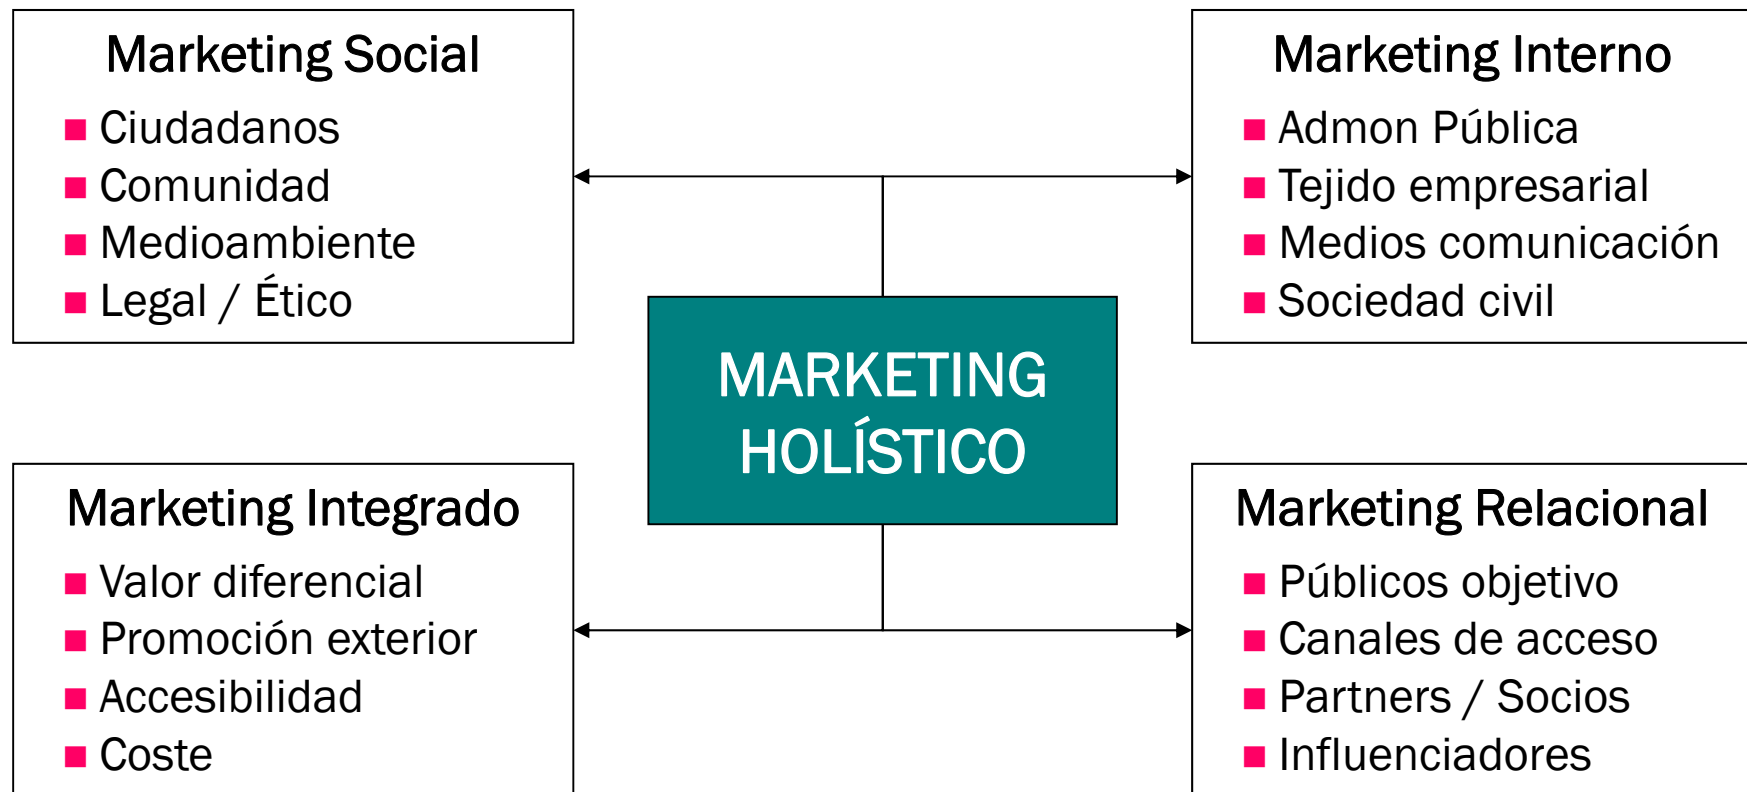 Marketing Social
Ciudadanos
Comunidad
Medioambiente
Legal / Ético
Marketing Interno
Admon Pública
Tejido empresarial
Medios comunicación
Sociedad civil
MARKETING
HOLÍSTICO
Marketing Integrado
Valor diferencial
Promoción exterior
Accesibilidad
Coste
Marketing Relacional
Públicos objetivo
Canales de acceso
Partners / Socios
Influenciadores